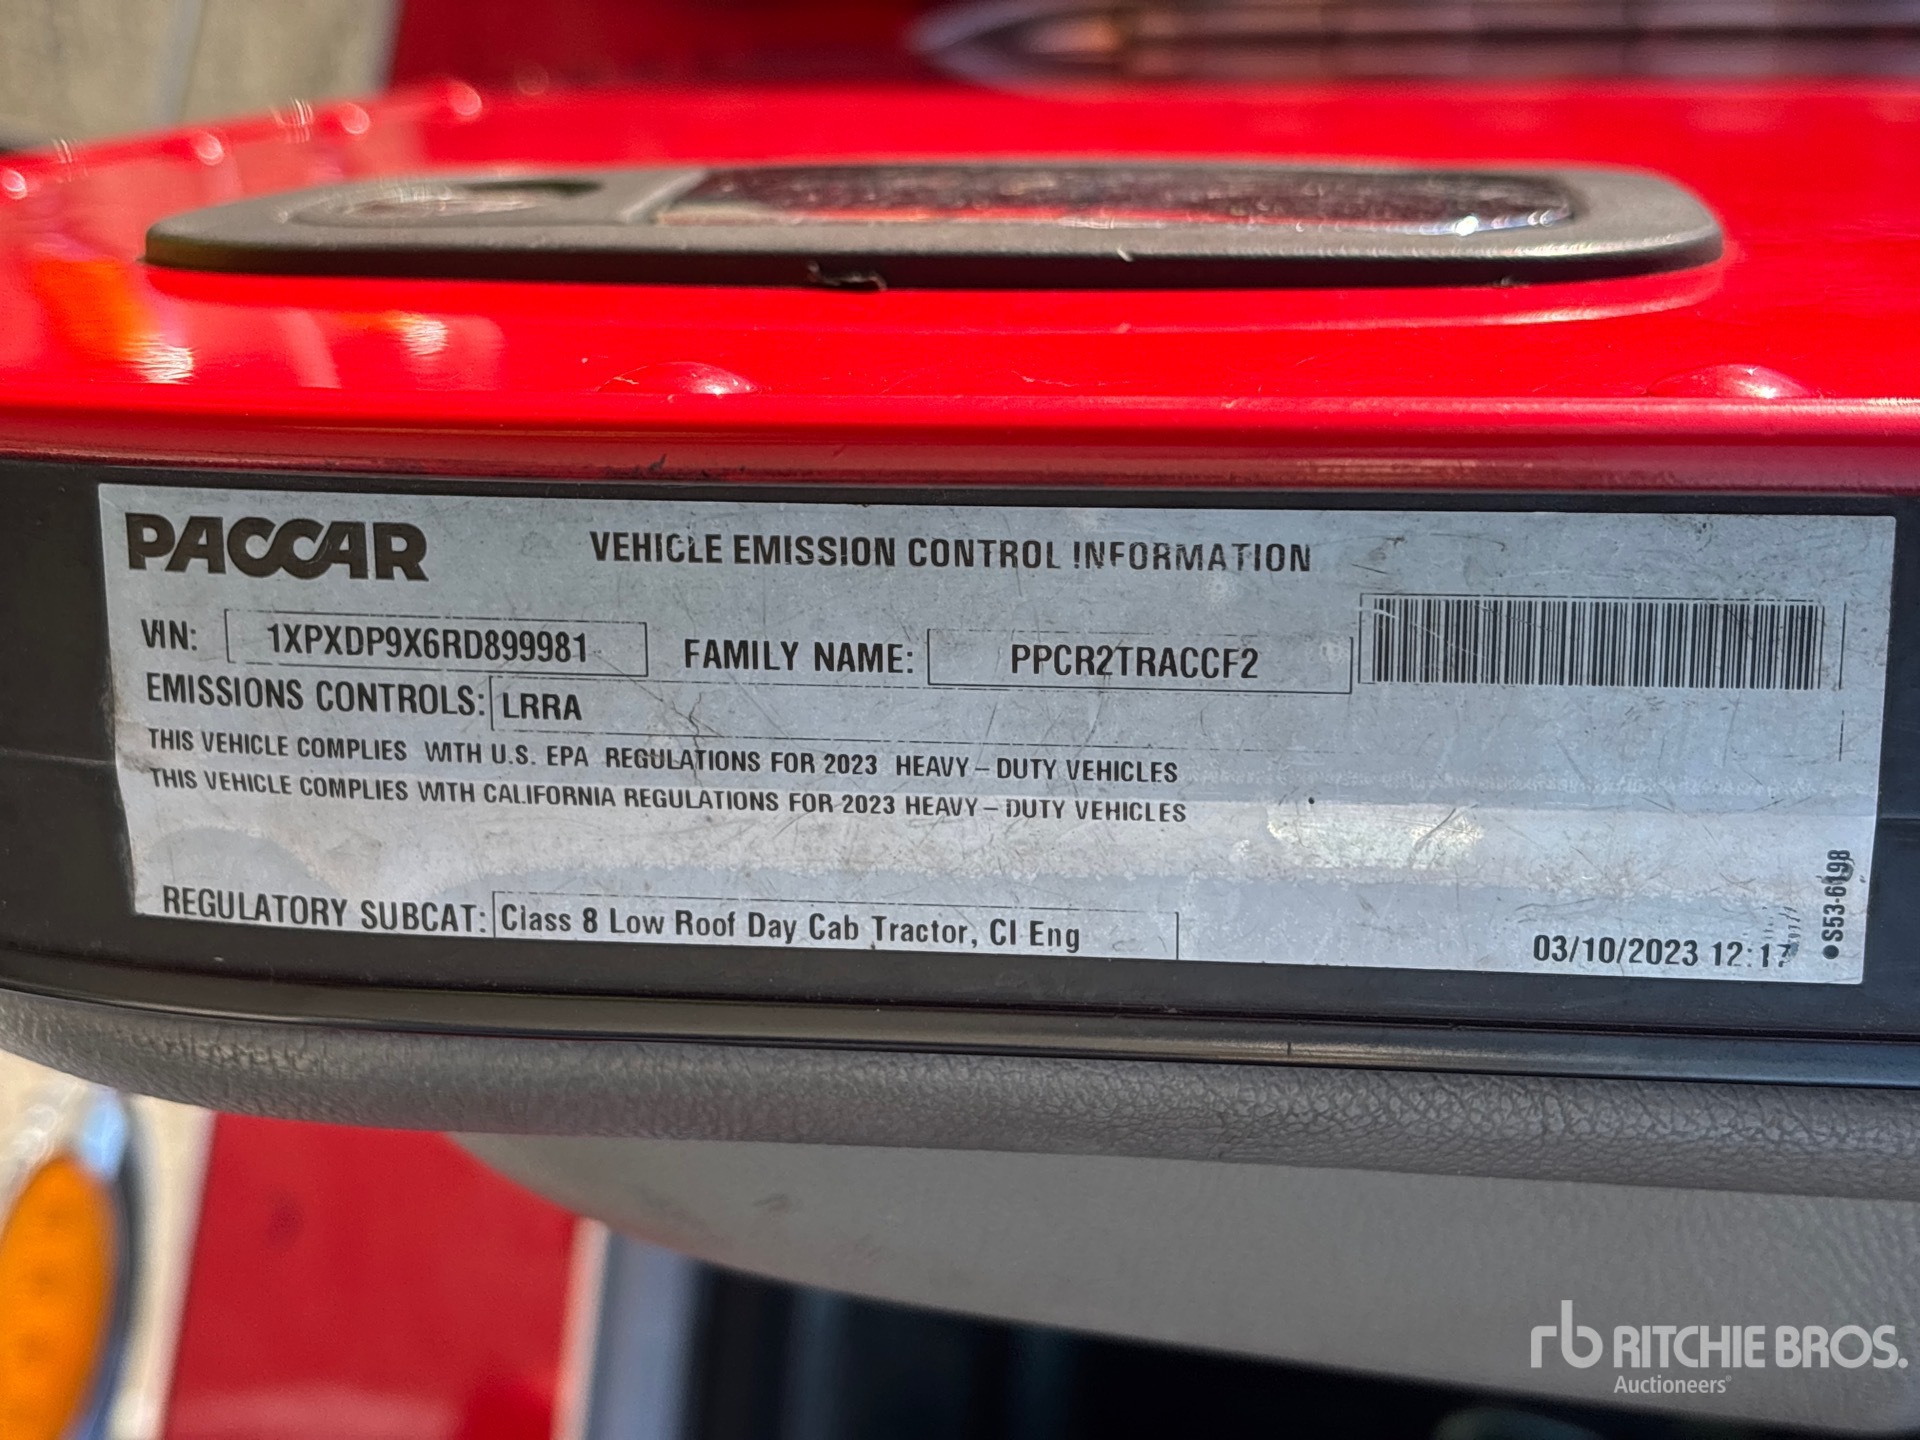 PACCAR VEHICLE EMISSION CONTROL INFORMATION
VIN: 1XPXDP9X6RD899981 FAMILY NAME: PPCR2TRACCF2
EMISSIONS CONTROLS: LRRA
THIS VEHICLE COMPLIES WITH U.S. EPA REGULATIONS FOR 2023 HEAVY-DUTY VEHICLES
THIS VEHICLE COMPLIES WITH CALIFORNIA REGULATIONS FOR 2023 HEAVY-DUTY VEHICLES
REGULATORY SUBCAT: Class 8 Low Roof Day Cab Tractor, CI Eng
03/10/2023 12:17
●S53-6198
rb RITCHIE BROS.
Auctioneers